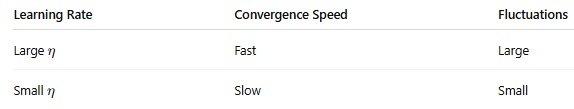 Learning Rate Convergence Speed Fluctuations
Large η Fast Large
Small η Slow Small